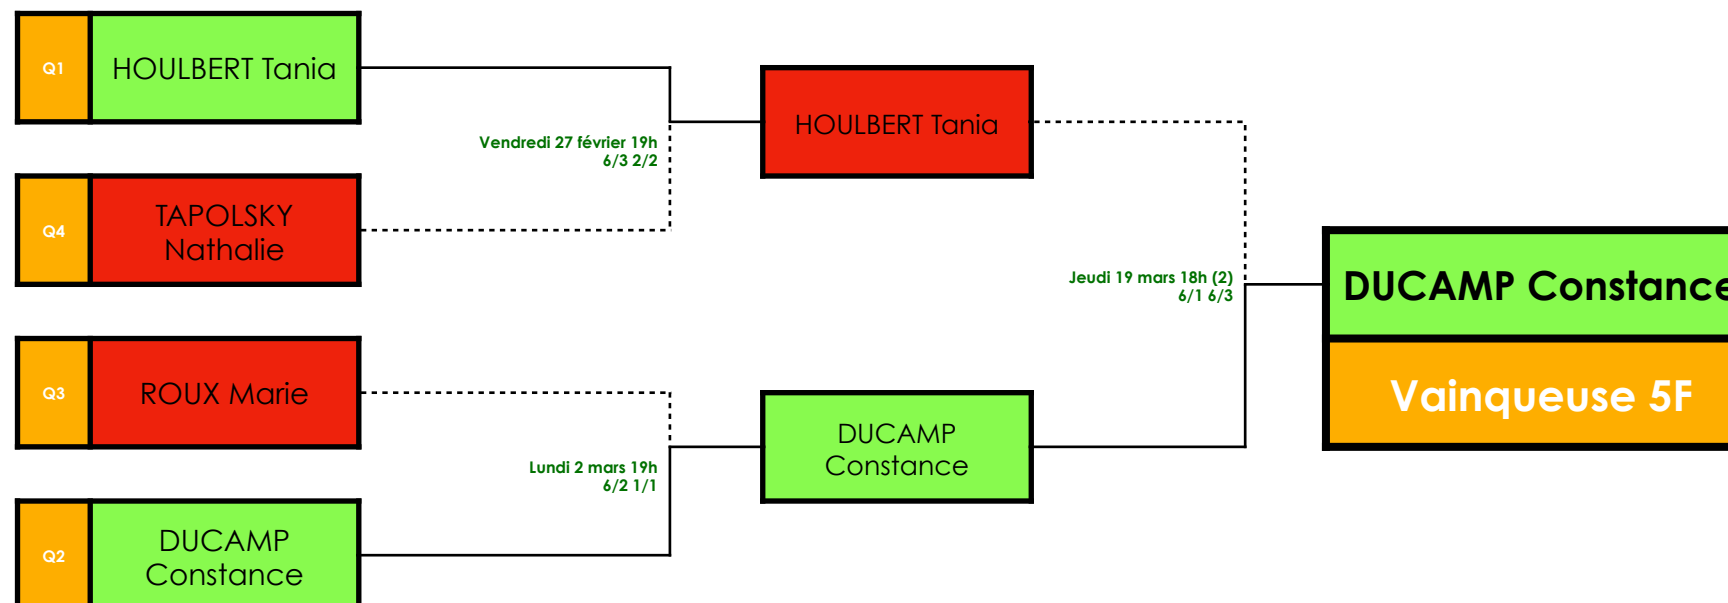 Q1
HOULBERT Tania
Vendredi 27 février 19h
6/3 2/2
Q4
TAPOLSKY
Nathalie
HOULBERT Tania
Jeudi 19 mars 18h (2)
6/1 6/3
DUCAMP Constance
Vainqueuse 5F
Q3
ROUX Marie
Lundi 2 mars 19h
6/2 1/1
Q2
DUCAMP
Constance
DUCAMP
Constance